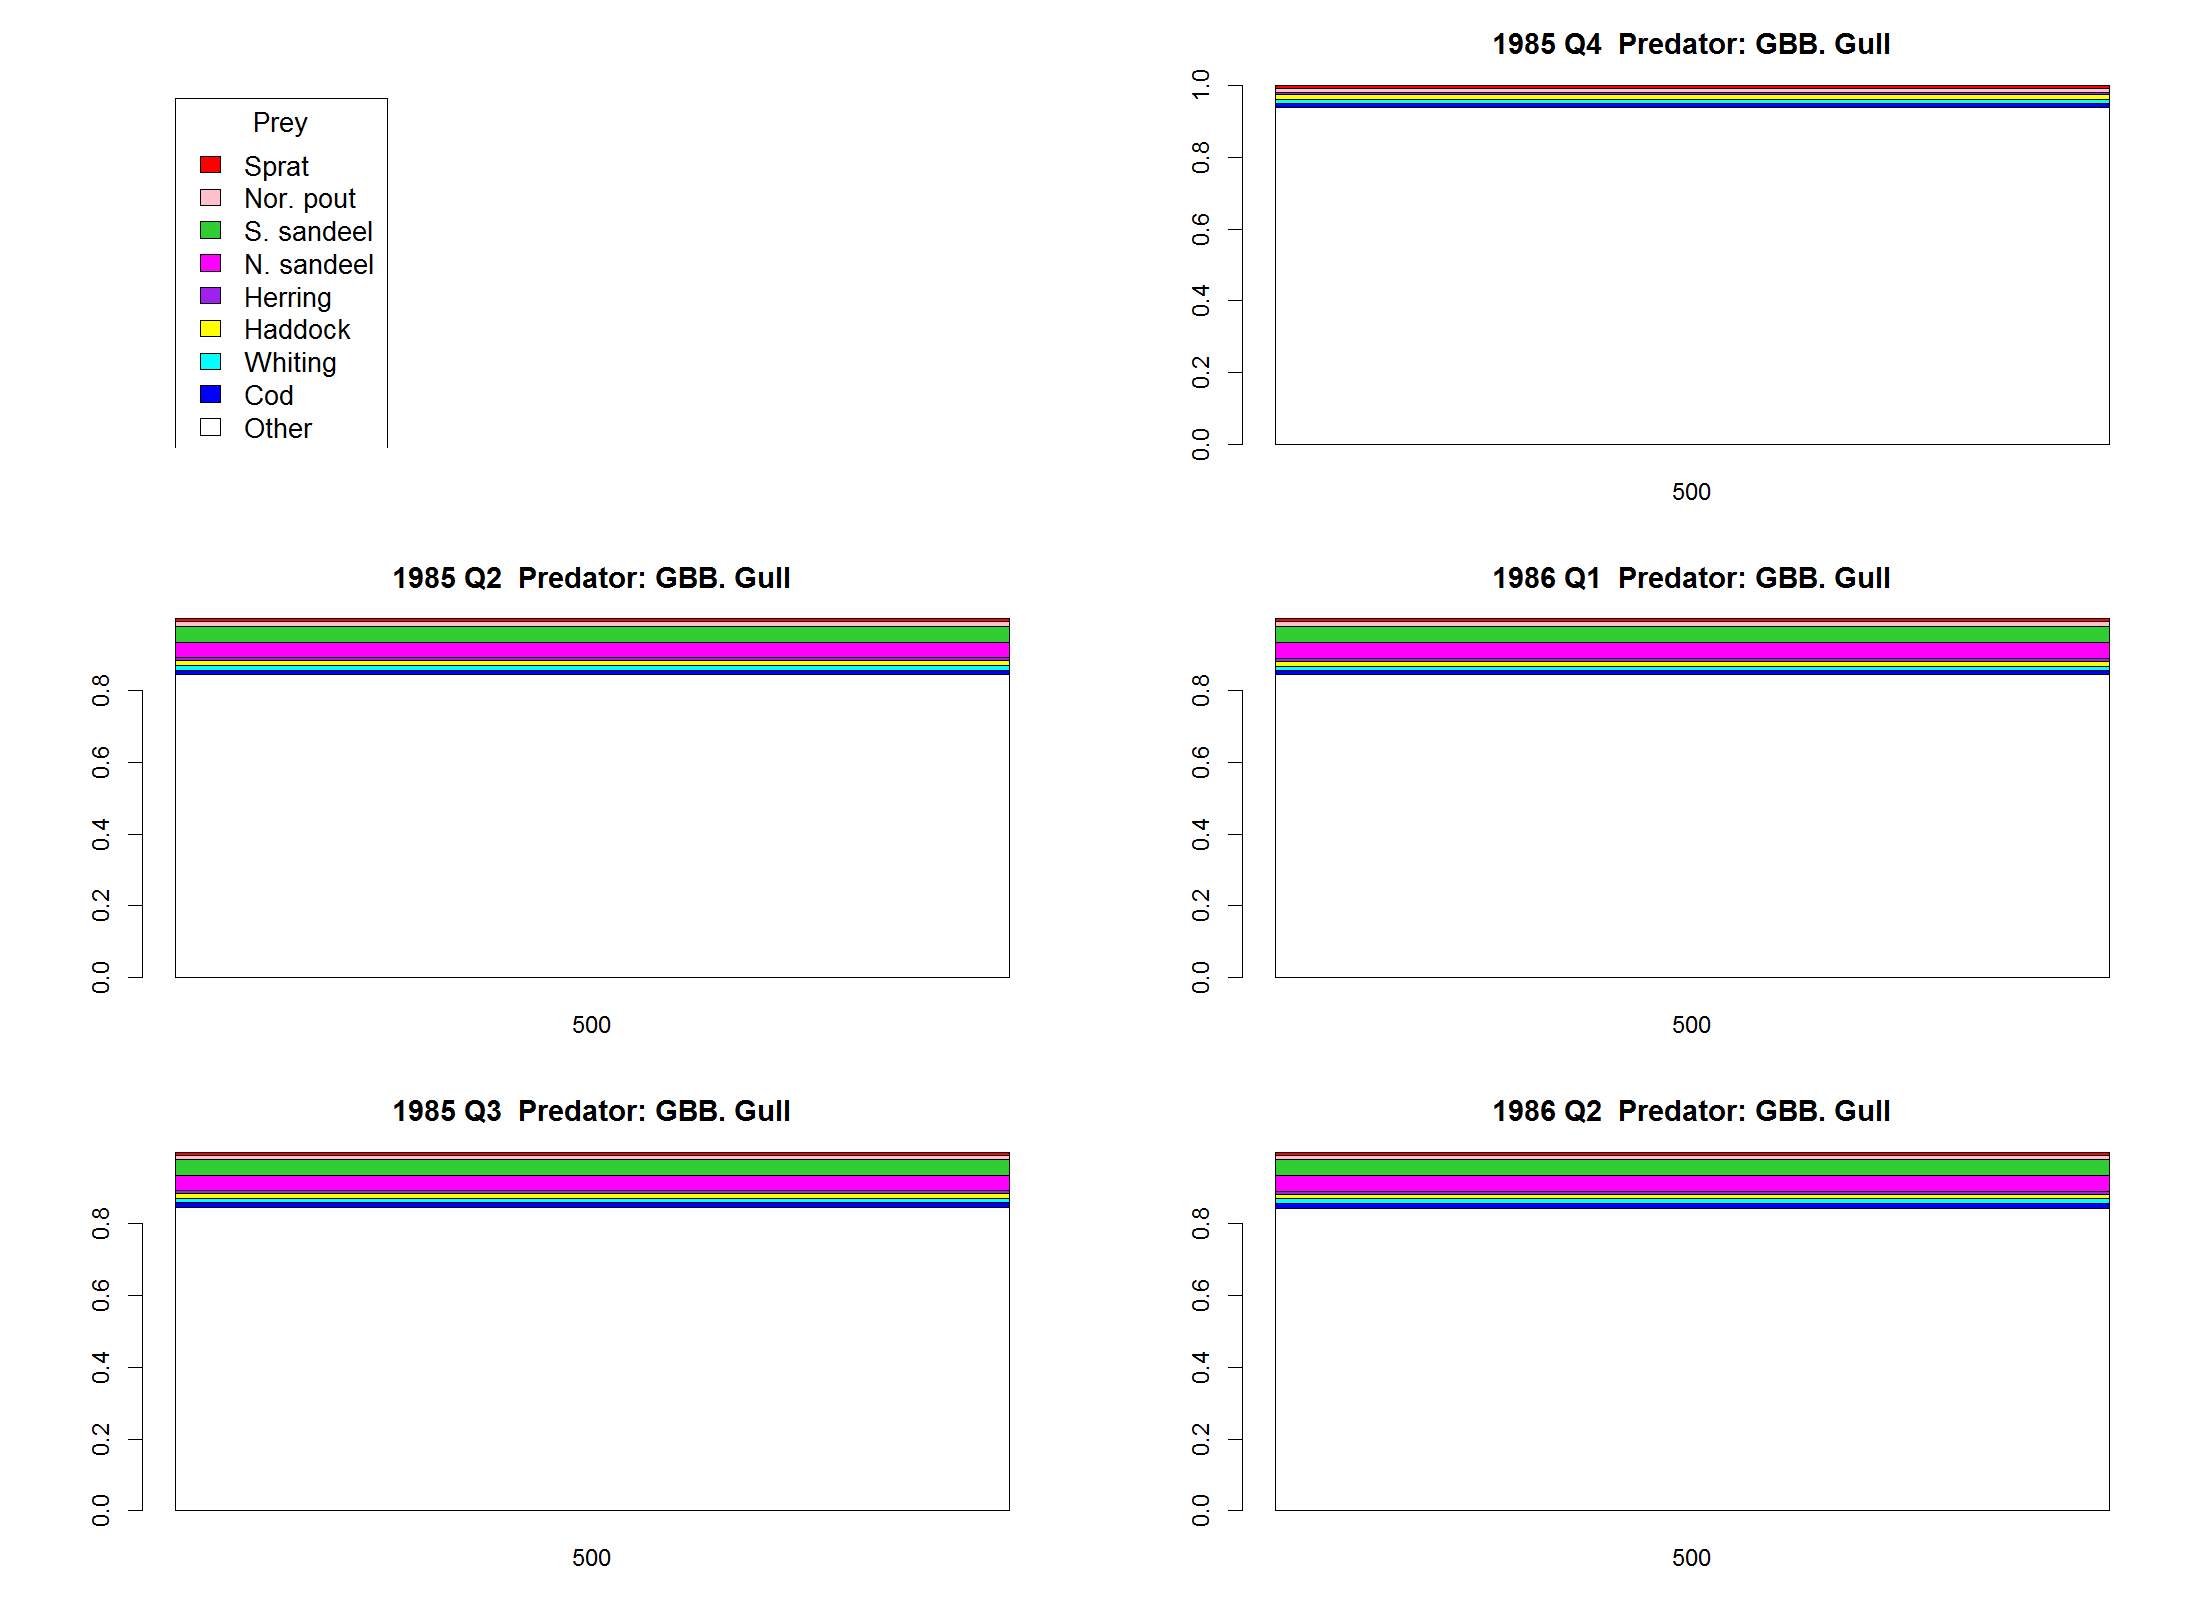 Prey
Sprat
Nor. pout
S. sandeel
N. sandeel
Herring
Haddock
Whiting
Cod
Other
1985 Q4  Predator: GBB. Gull
1.0
0.8
0.6
0.4
0.2
0.0
500
1985 Q2  Predator: GBB. Gull
0.8
0.6
0.4
0.2
0.0
500
1986 Q1  Predator: GBB. Gull
0.8
0.6
0.4
0.2
0.0
500
1985 Q3  Predator: GBB. Gull
0.8
0.6
0.4
0.2
0.0
500
1986 Q2  Predator: GBB. Gull
0.8
0.6
0.4
0.2
0.0
500